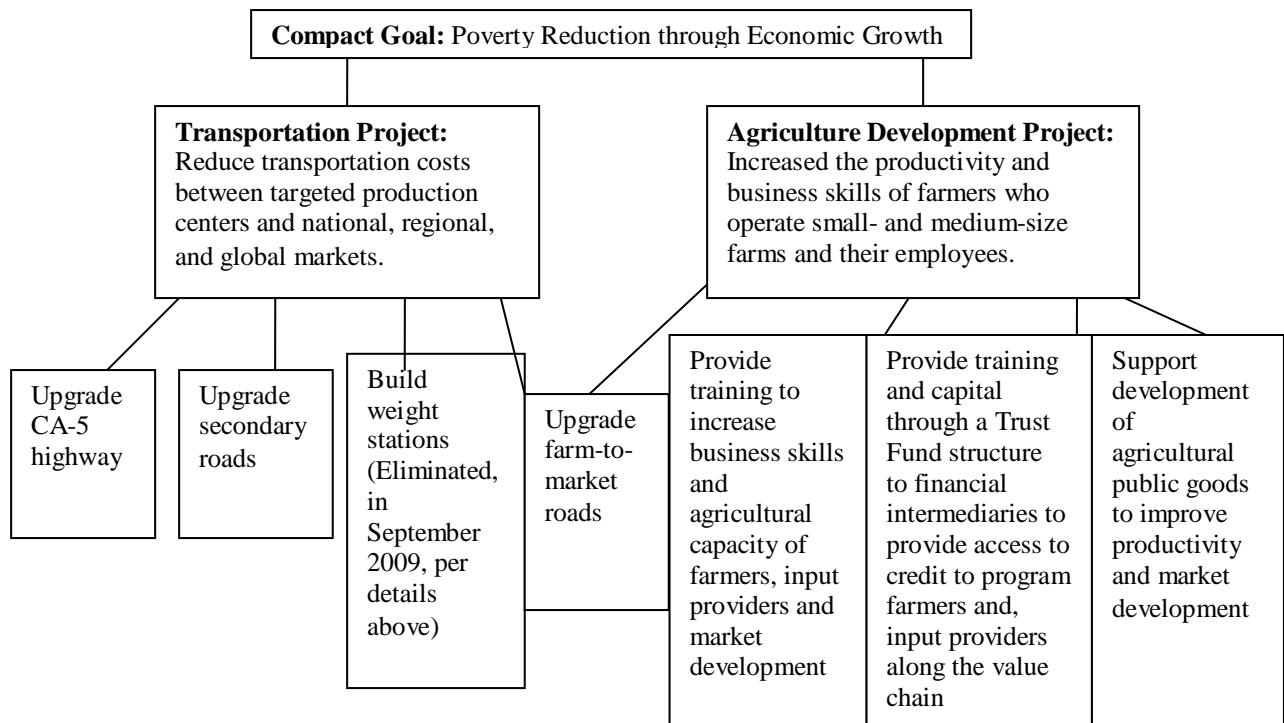 Compact Goal: Poverty Reduction through Economic Growth
Transportation Project:
Reduce transportation costs
between targeted production
centers and national, regional,
and global markets.
Agriculture Development Project:
Increased the productivity and
business skills of farmers who
operate small- and medium-size
farms and their employees.
Upgrade
CA-5
highway
Upgrade
secondary
roads
Build
weight
stations
(Eliminated,
in
September
2009, per
details
above)
Upgrade
farm-to-
market
roads
Provide
training to
increase
business
skills and
agricultural
capacity of
farmers, input
providers and
market
development
Provide training
and capital
through a Trust
Fund structure
to financial
intermediaries to
provide access to
credit to program
farmers and,
input providers
along the value
chain
Support
development
of
agricultural
public goods
to improve
productivity
and market
development